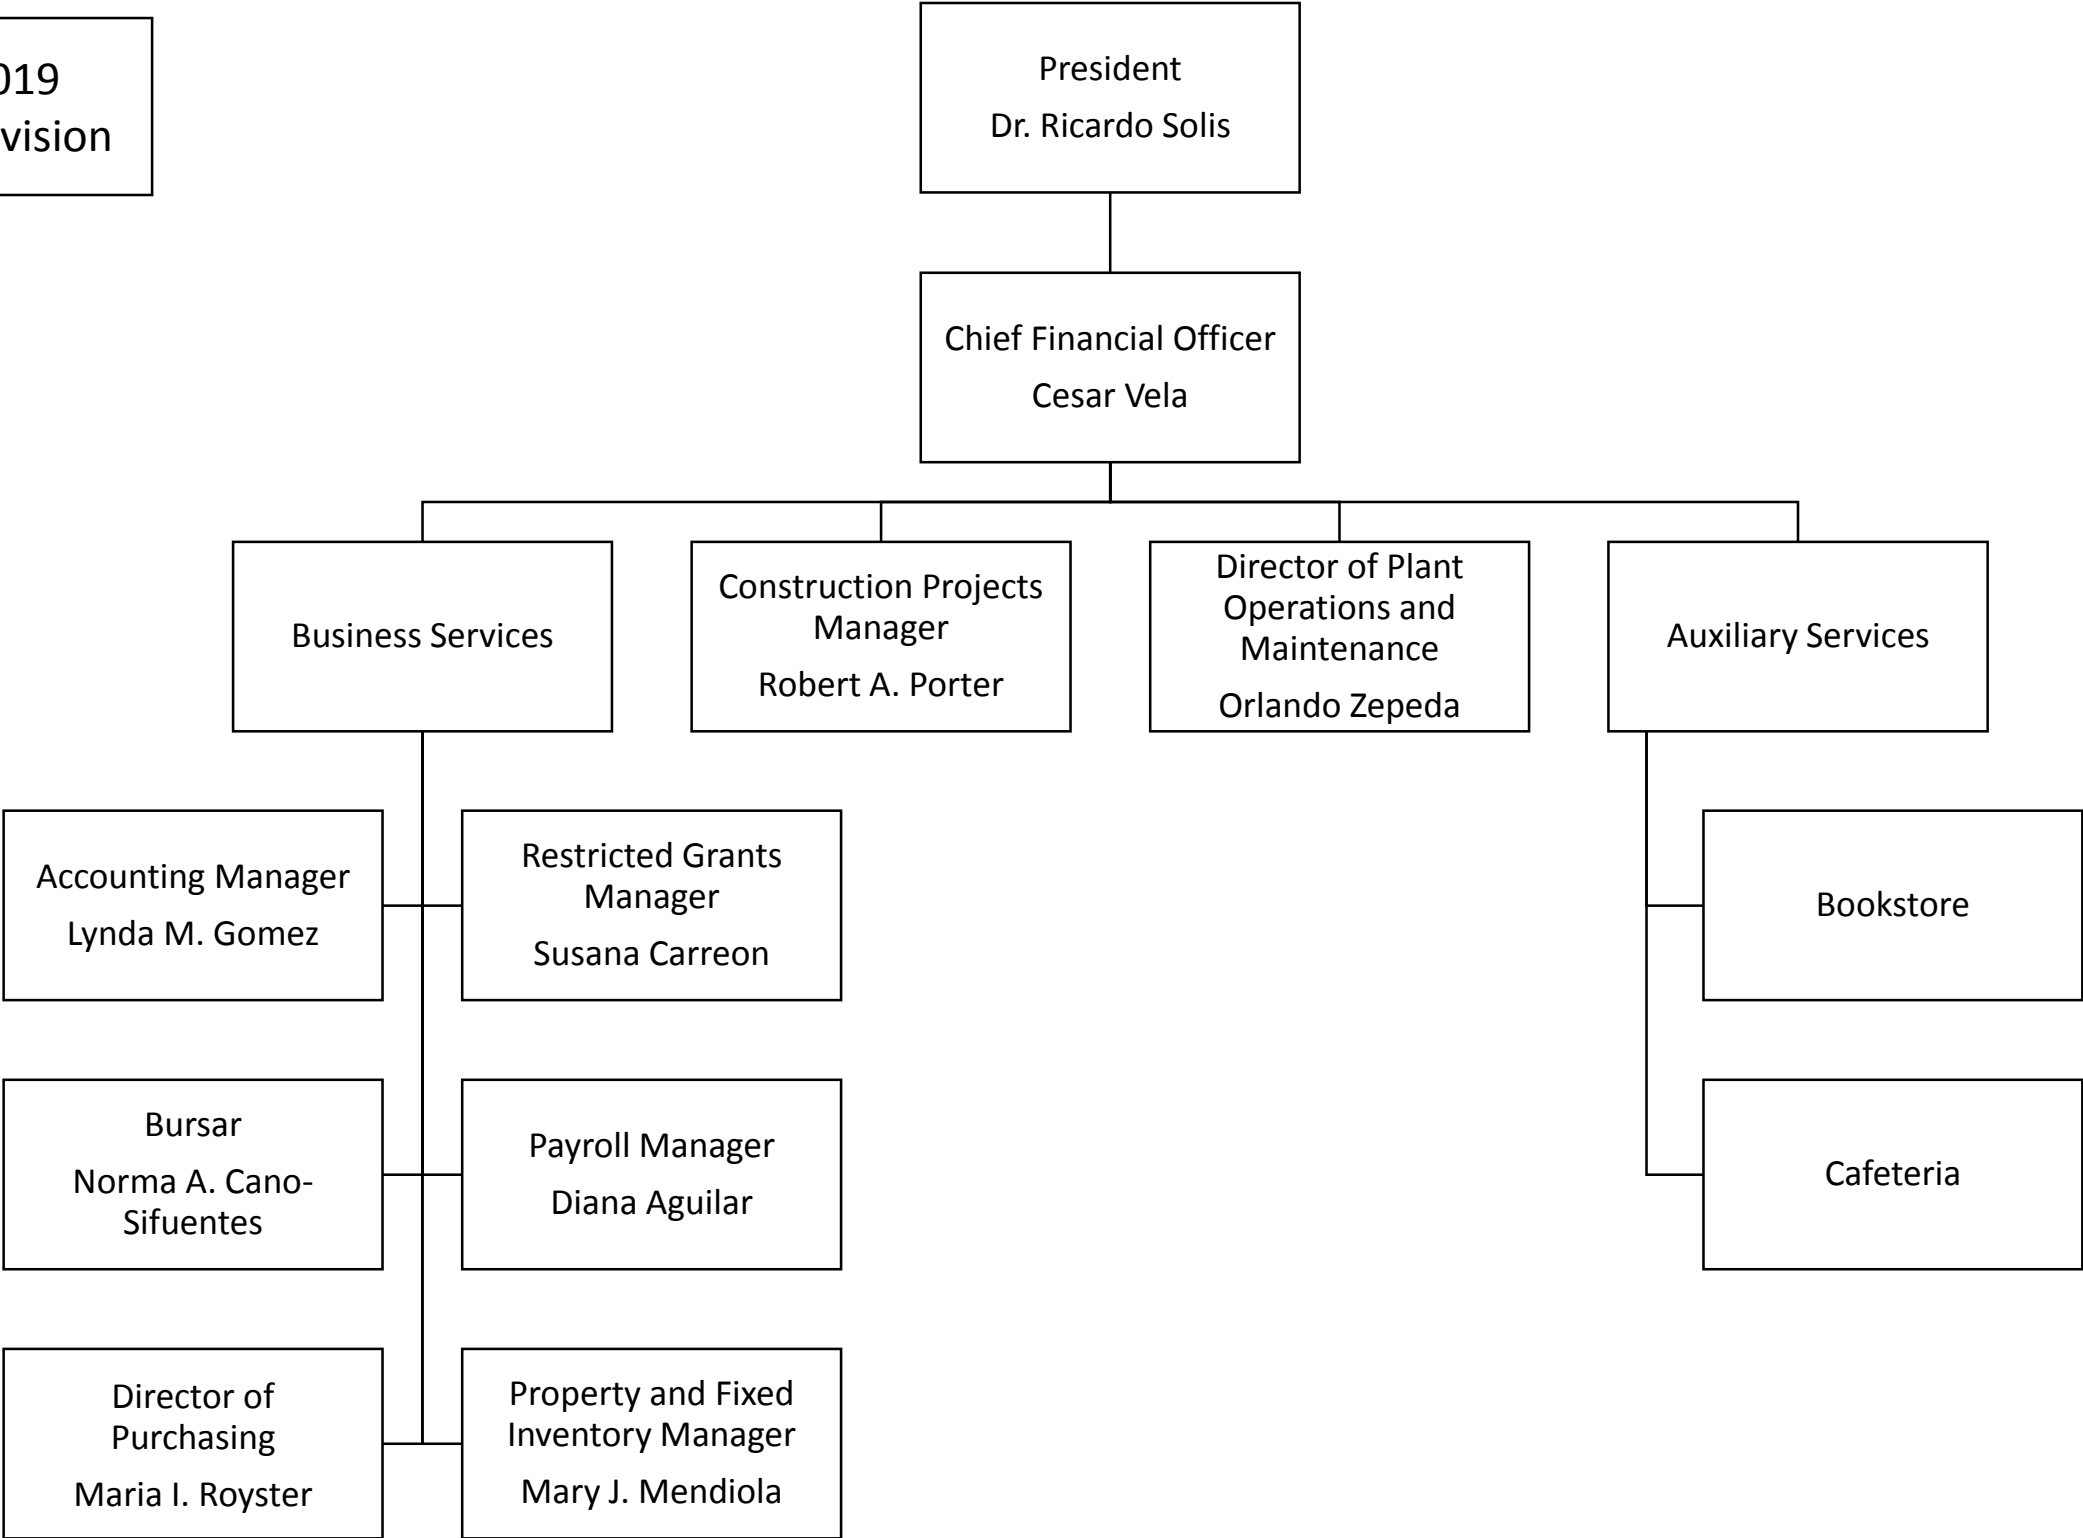 019
vision
President
Dr. Ricardo Solis
Chief Financial Officer
Cesar Vela
Business Services
Construction Projects
Manager
Robert A. Porter
Director of Plant
Operations and
Maintenance
Orlando Zepeda
Auxiliary Services
Accounting Manager
Lynda M. Gomez
Restricted Grants
Manager
Susana Carreon
Bookstore
Bursar
Norma A. Cano-
Sifuentes
Payroll Manager
Diana Aguilar
Cafeteria
Director of
Purchasing
Maria I. Royster
Property and Fixed
Inventory Manager
Mary J. Mendiola